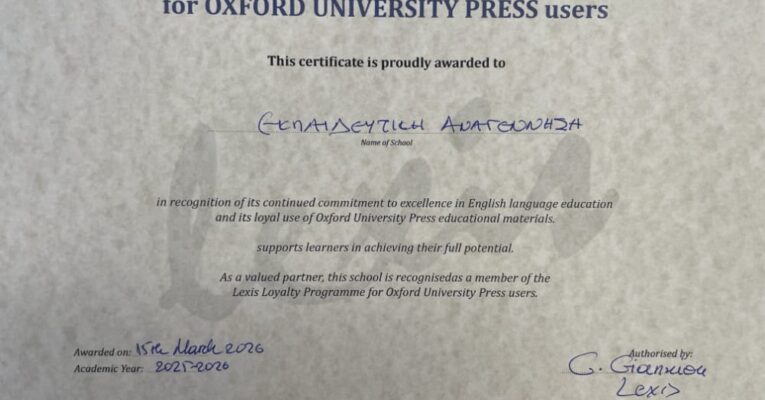 for OXFORD UNIVERSITY PRESS users
This certificate is proudly awarded to
ΕΚΠΑΙΔΕΥΤΙΚΗ ΑΝΑΓΕΝΝΗΣΗ
Name of School
in recognition of its continued commitment to excellence in English language education
and its loyal use of Oxford University Press educational materials.
supports learners in achieving their full potential.
As a valued partner, this school is recognisedas a member of the
Lexis Loyalty Programme for Oxford University Press users.
Awarded on: 15th March 2026
Authorised by:
Academic Year: 2025-2026
G. Giannou
Lexis